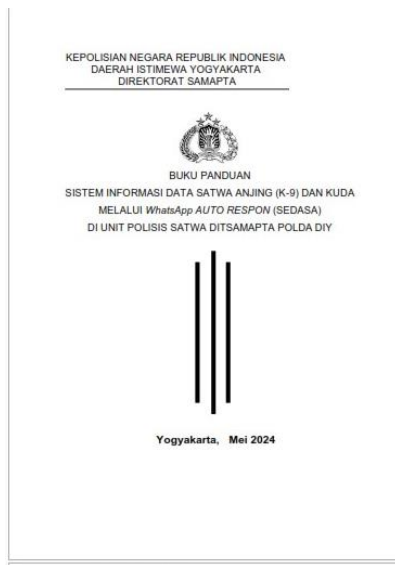 KEPOLISIAN NEGARA REPUBLIK INDONESIA
DAERAH ISTIMEWA YOGYAKARTA
DIREKTORAT SAMAPTA
BUKU PANDUAN
SISTEM INFORMASI DATA SATWA ANJING (K-9) DAN KUDA
MELALUI WhatsApp AUTO RESPON (SEDASA)
DI UNIT POLISIS SATWA DITSAMAPTA POLDA DIY
Yogyakarta, Mei 2024